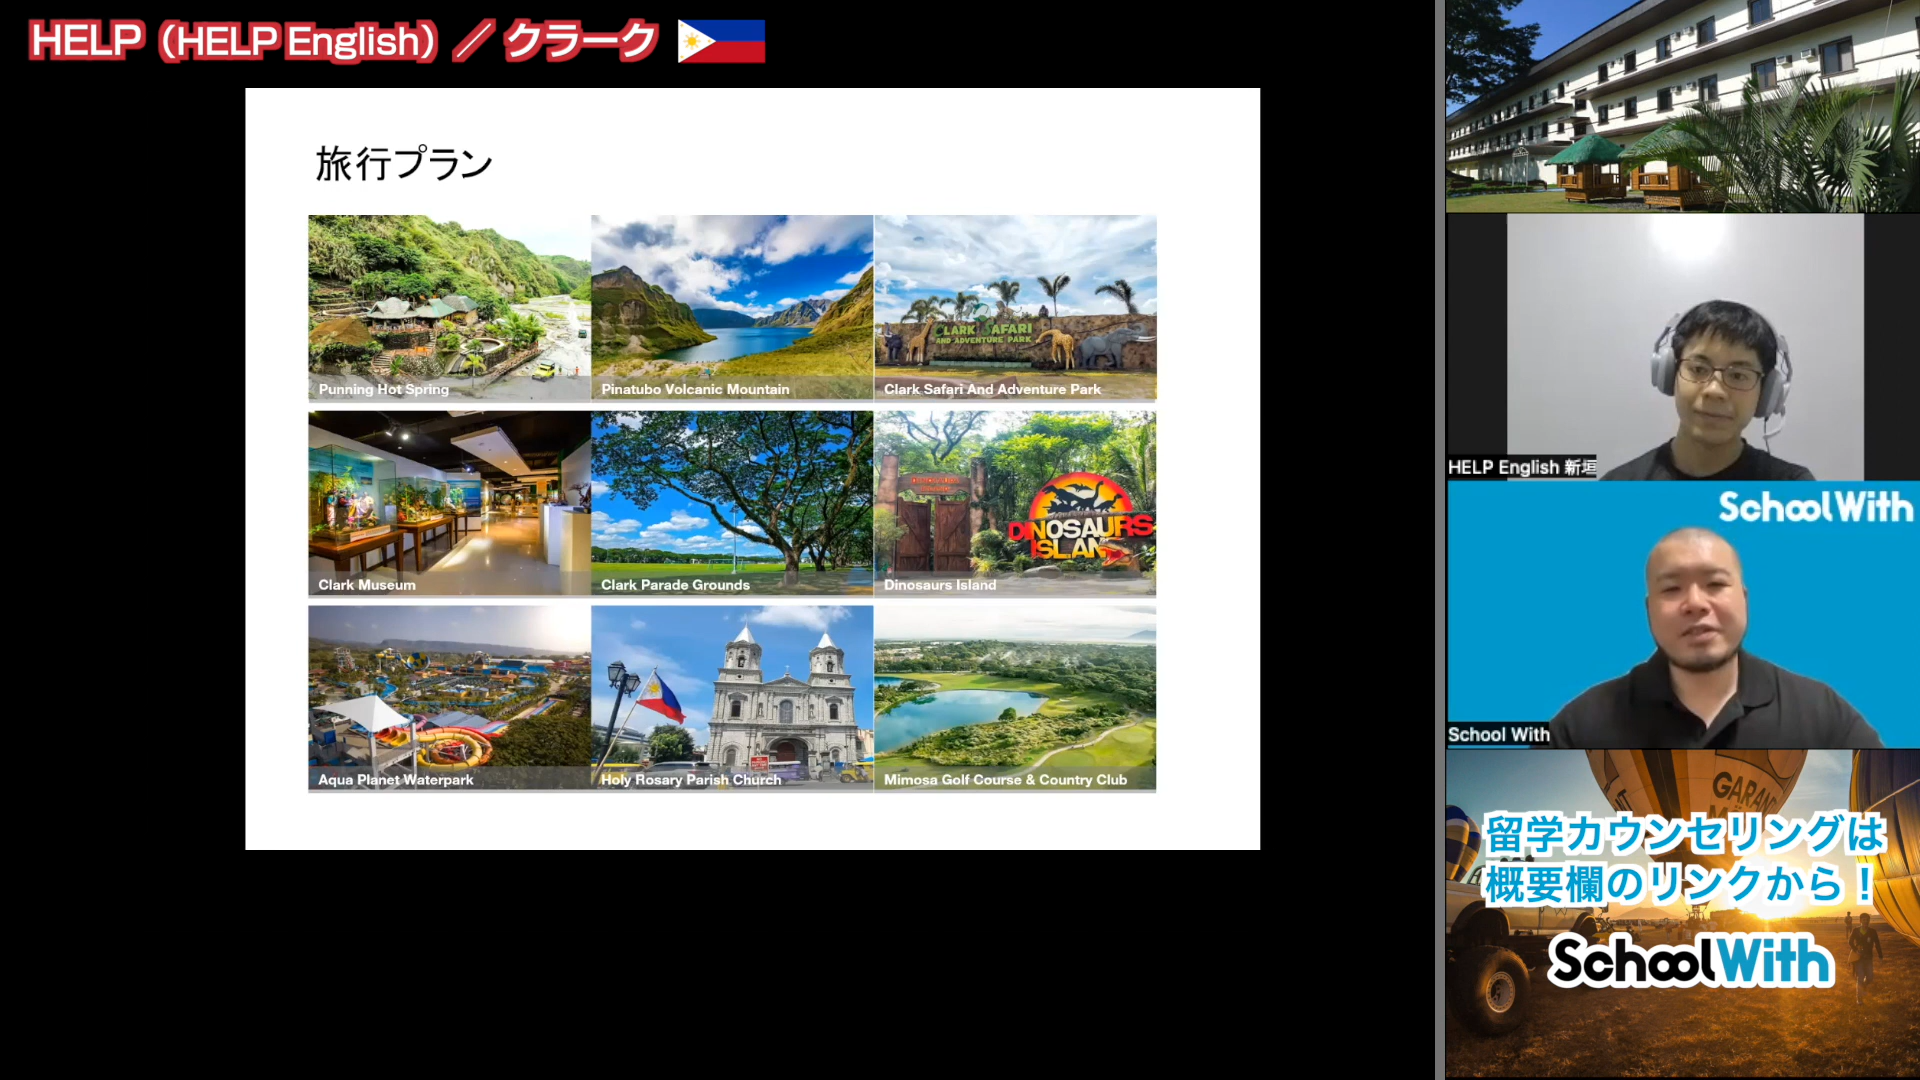 HELP（HELP English）／クラーク
旅行プラン
Punning Hot Spring
Pinatubo Volcanic Mountain
CLARK SAFARI
AND ADVENTURE PARK
Clark Safari And Adventure Park
Clark Museum
Clark Parade Grounds
DINOSAURS
ISLAND
Dinosaurs Island
Aqua Planet Waterpark
Holy Rosary Parish Church
Mimosa Golf Course & Country Club
HELP English 新垣
SchoolWith
School With
留学カウンセリングは
概要欄のリンクから！
SchoolWith